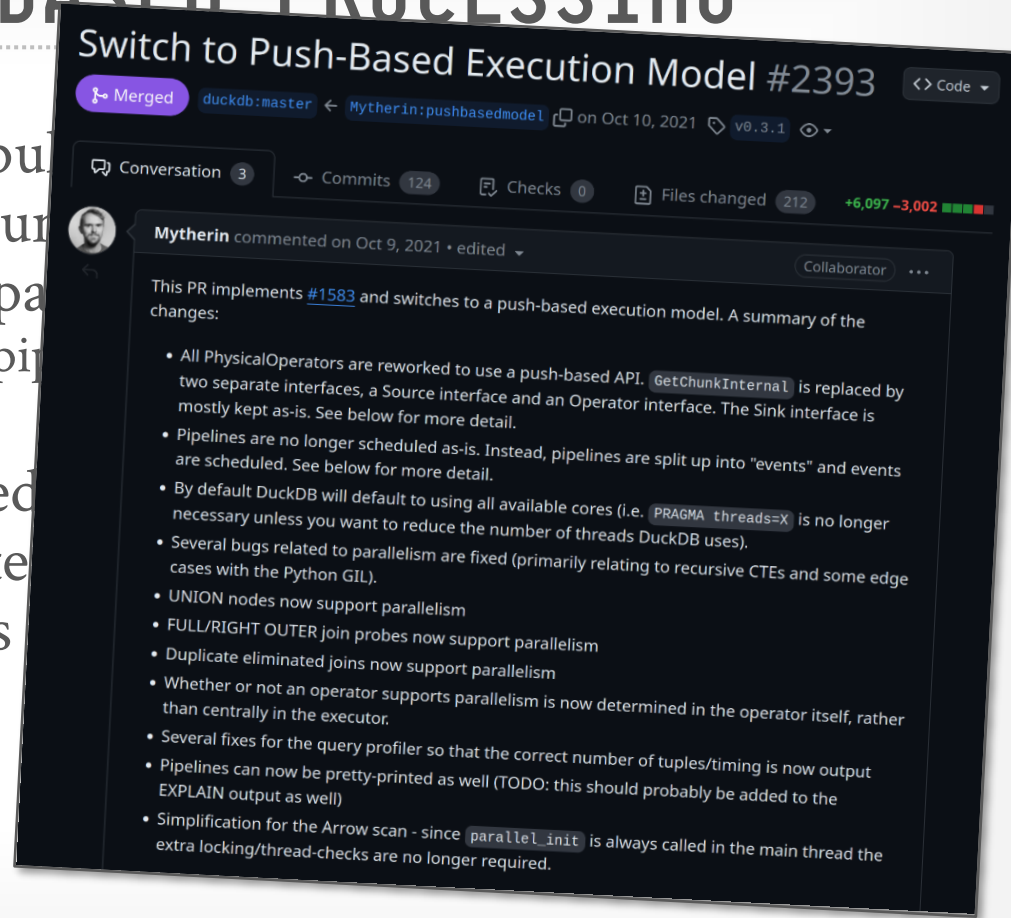 BASED PROCESSING
Switch to Push-Based Execution Model #2393
<> Code
Merged duckdb:master ← Mytherin:pushbasedmodel on Oct 10, 2021 v0.3.1
Conversation 3 Commits 124 Checks 0 Files changed 212 +6,097 −3,002
Mytherin commented on Oct 9, 2021 • edited
Collaborator ...
This PR implements #1583 and switches to a push-based execution model. A summary of the
changes:
• All PhysicalOperators are reworked to use a push-based API. GetChunkInternal is replaced by
two separate interfaces, a Source interface and an Operator interface. The Sink interface is
mostly kept as-is. See below for more detail.
• Pipelines are no longer scheduled as-is. Instead, pipelines are split up into "events" and events
are scheduled. See below for more detail.
• By default DuckDB will default to using all available cores (i.e. PRAGMA threads=X is no longer
necessary unless you want to reduce the number of threads DuckDB uses).
• Several bugs related to parallelism are fixed (primarily relating to recursive CTEs and some edge
cases with the Python GIL).
• UNION nodes now support parallelism
• FULL/RIGHT OUTER join probes now support parallelism
• Duplicate eliminated joins now support parallelism
• Whether or not an operator supports parallelism is now determined in the operator itself, rather
than centrally in the executor.
• Several fixes for the query profiler so that the correct number of tuples/timing is now output
• Pipelines can now be pretty-printed as well (TODO: this should probably be added to the
EXPLAIN output as well)
• Simplification for the Arrow scan - since parallel_init is always called in the main thread the
extra locking/thread-checks are no longer required.